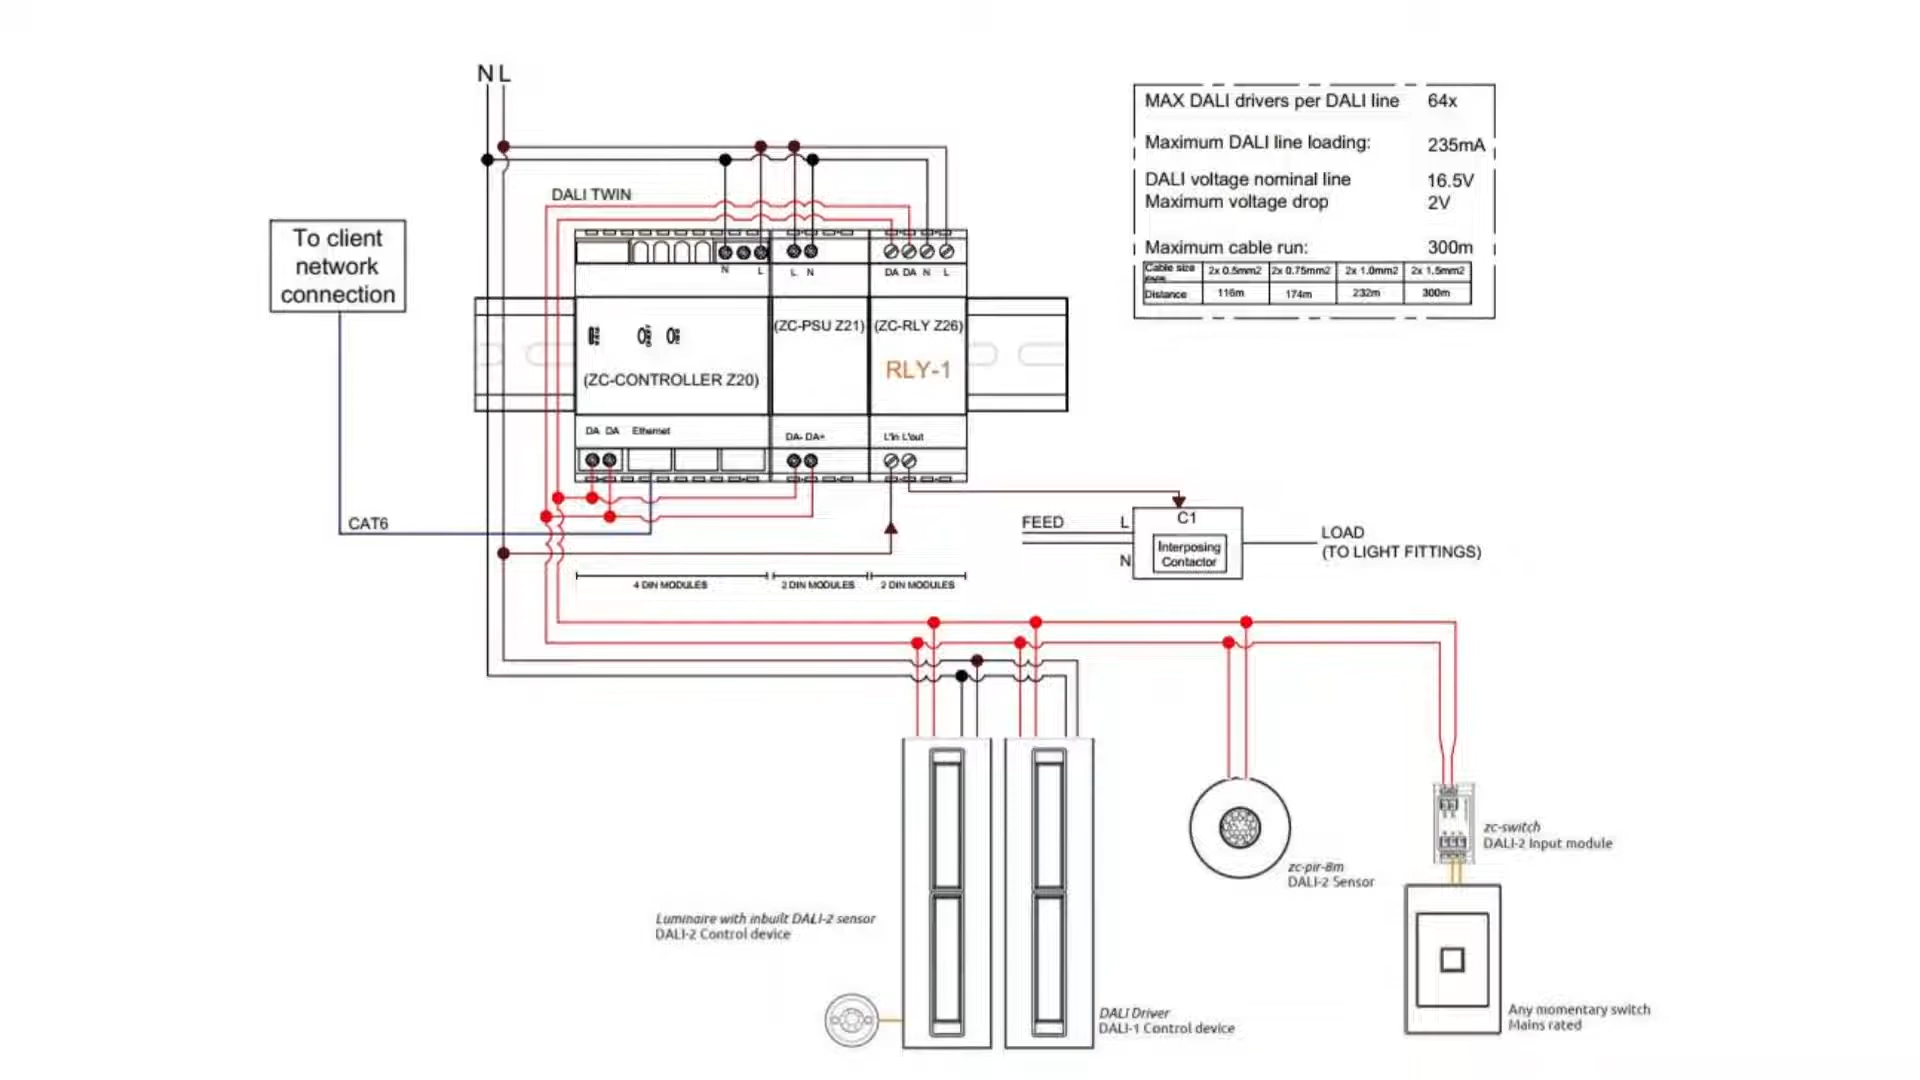 N L
MAX DALI drivers per DALI line 64x
Maximum DALI line loading: 235mA
DALI voltage nominal line 16.5V
Maximum voltage drop 2V
Maximum cable run: 300m
Cable size 2x 0.5mm2 2x 0.75mm2 2x 1.0mm2 2x 1.5mm2
Distance 116m 174m 232m 300m
DALI TWIN
To client
network
connection
N L L N DA DA N L
(ZC-PSU Z21) (ZC-RLY Z26)
RLY-1
(ZC-CONTROLLER Z20)
DA DA Ethernet
DA- DA+ L'in L'out
CAT6
FEED L C1
N
Interposing
Contactor
LOAD
(TO LIGHT FITTINGS)
4 DIN MODULES 2 DIN MODULES 2 DIN MODULES
zc-switch
DALI-2 Input module
zc-pir-8m
DALI-2 Sensor
Luminaire with inbuilt DALI-2 sensor
DALI-2 Control device
DALI Driver
DALI-1 Control device
Any momentary switch
Mains rated